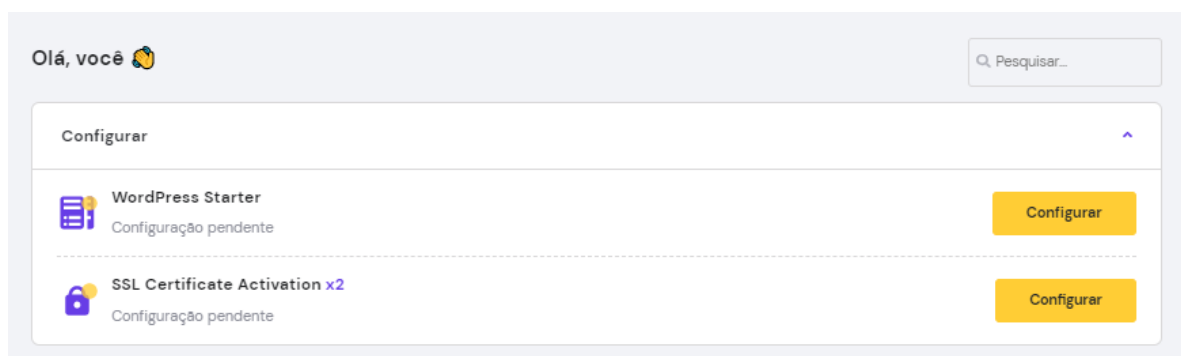 Olá, você
Pesquisar...
Configurar
WordPress Starter
Configuração pendente
Configurar
SSL Certificate Activation x2
Configuração pendente
Configurar